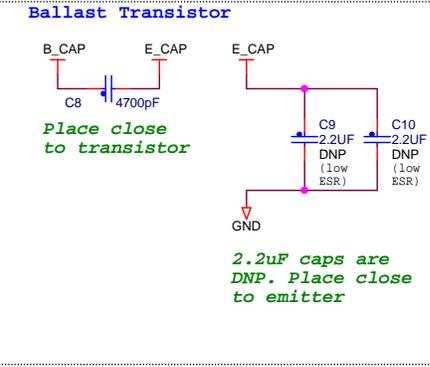 Ballast Transistor
B_CAP
E_CAP
C8
4700pF
Place close
to transistor
E_CAP
C9
2.2UF
DNP
(low
ESR)
C10
2.2UF
DNP
(low
ESR)
GND
2.2uF caps are
DNP. Place close
to emitter